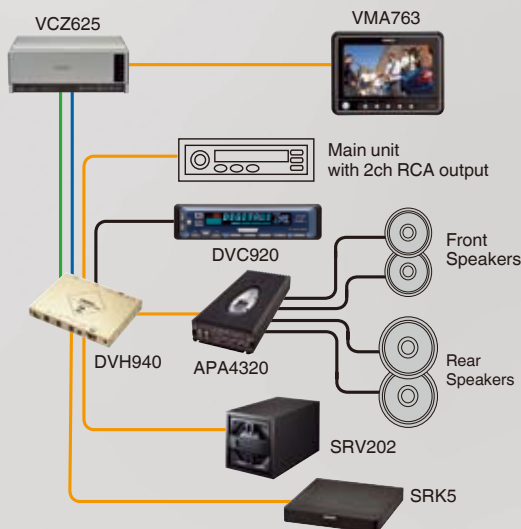 VCZ625
VMA763
Main unit
with 2ch RCA output
DVC920
Front
Speakers
DVH940
APA4320
Rear
Speakers
SRV202
SRK5